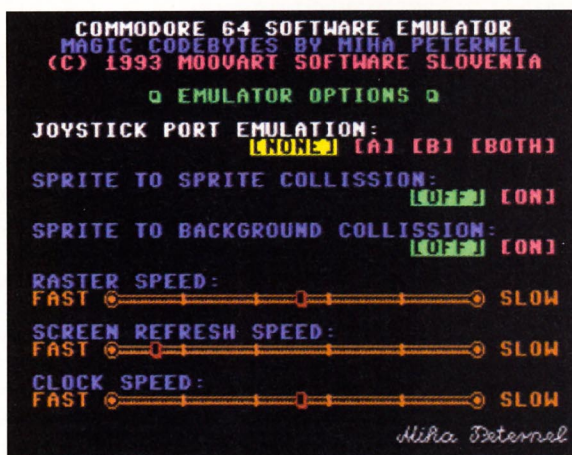 COMMODORE 64 SOFTWARE EMULATOR
MAGIC CODEBYTES BY MIHA PETERNEL
(C) 1993 MOOVART SOFTWARE SLOVENIA
EMULATOR OPTIONS
JOYSTICK PORT EMULATION:
[NONE] [A] [B] [BOTH]
SPRITE TO SPRITE COLLISSION:
[OFF] [ON]
SPRITE TO BACKGROUND COLLISSION:
[OFF] [ON]
RASTER SPEED:
FAST SLOW
SCREEN REFRESH SPEED:
FAST SLOW
CLOCK SPEED:
FAST SLOW
Miha Peternel